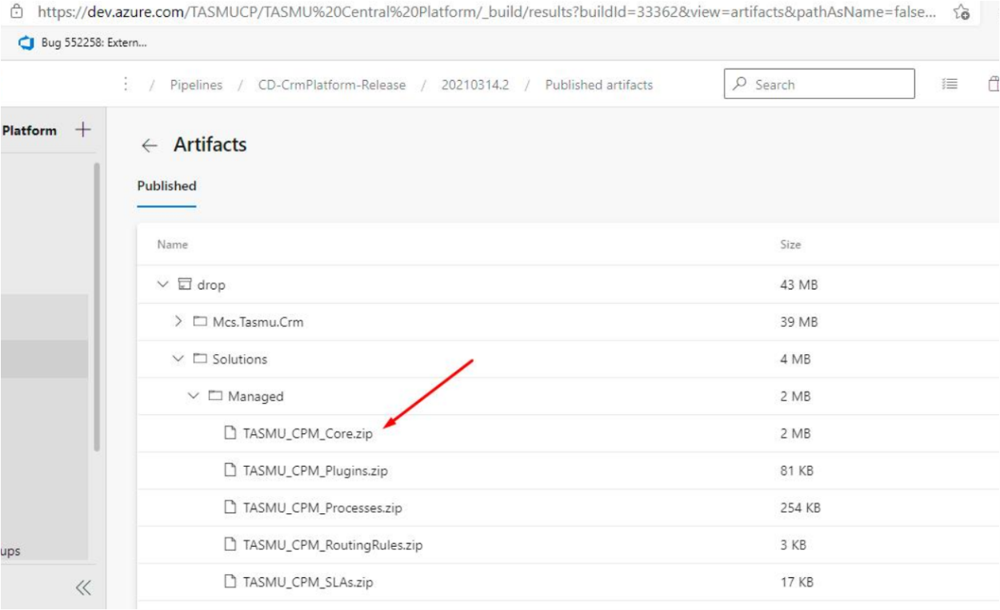 https://dev.azure.com/TASMUCP/TASMU%20Central%20Platform/_build/results?buildId=33362&view=artifacts&pathAsName=false...
Bug 552258: Extern...
/ Pipelines / CD-CrmPlatform-Release / 20210314.2 / Published artifacts Search
Platform
Artifacts
Published
Name Size
drop 43 MB
Mcs.Tasmu.Crm 39 MB
Solutions 4 MB
Managed 2 MB
TASMU_CPM_Core.zip 2 MB
TASMU_CPM_Plugins.zip 81 KB
TASMU_CPM_Processes.zip 254 KB
TASMU_CPM_RoutingRules.zip 3 KB
ups
TASMU_CPM_SLAs.zip 17 KB